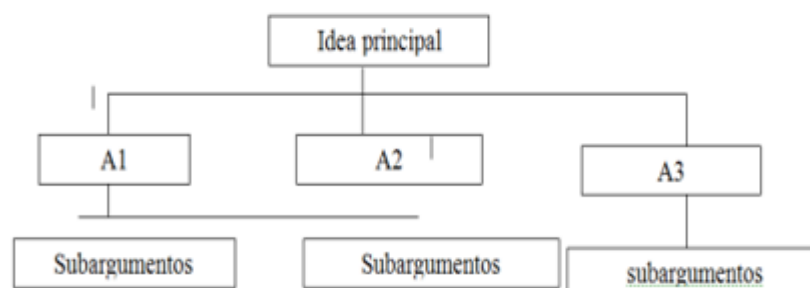 Idea principal
A1
A2
A3
Subargumentos
Subargumentos
subargumentos